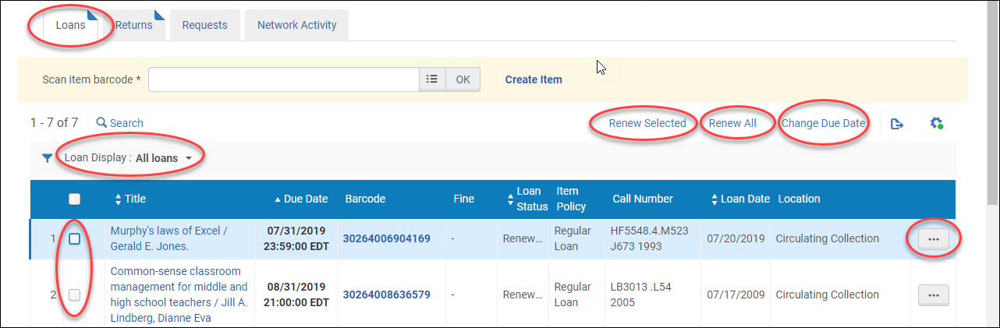 Loans Returns Requests Network Activity
Scan item barcode * OK Create Item
1 - 7 of 7 Search Renew Selected Renew All Change Due Date
Loan Display : All loans
Title Due Date Barcode Fine Loan Status Item Policy Call Number Loan Date Location
1 Murphy's laws of Excel / 07/31/2019 30264006904169 - Renew... Regular HF5548.4.M523 07/20/2019 Circulating Collection ...
Gerald E. Jones. 23:59:00 EDT Loan J673 1993
Common-sense classroom
2 management for middle and 08/31/2019 30264008636579 - Renew... Regular LB3013 .L54 07/17/2009 Circulating Collection ...
high school teachers / Jill A. 21:00:00 EDT Loan 2005
Lindberg, Dianne Eva